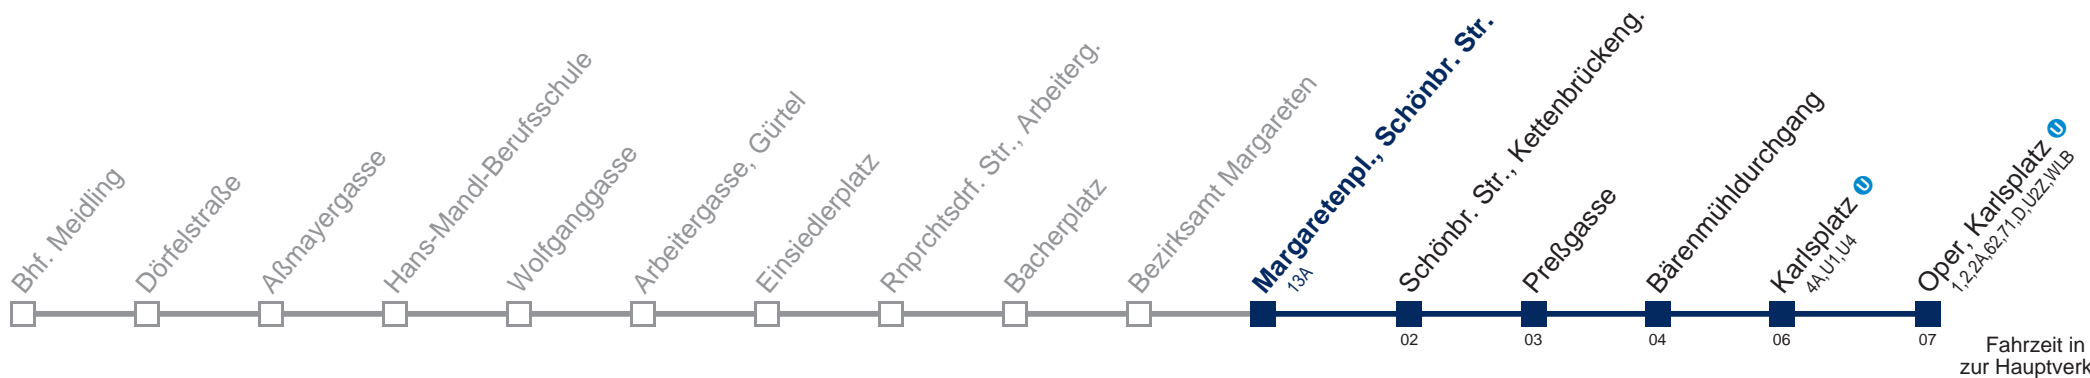 Bhf. Meidling
Dörfelstraße
Aßmayergasse
Hans-Mandl-Berufsschule
Wolfganggasse
Arbeitergasse, Gürtel
Einsiedlerplatz
Rnprchtsdrf. Str., Arbeiterg.
Bacherplatz
Bezirksamt Margareten
Margaretenpl., Schönbr. Str.
13A
Schönbr. Str., Kettenbrückeng.
Preßgasse
Bärenmühldurchgang
Karlsplatz U
4A,U1,U4
Oper, Karlsplatz U
1,2,2A,62,71,D,U2Z,WLB
02
03
04
06
07
Fahrzeit in
zur Hauptverk